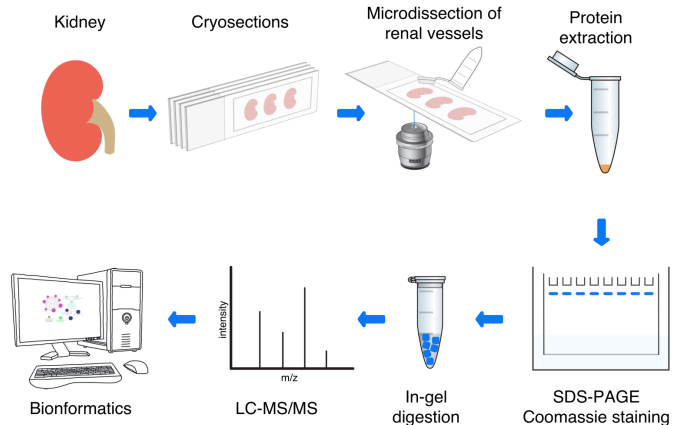 Kidney
Cryosections
Microdissection of
renal vessels
Protein
extraction
intensity
m/z
Bionformatics
LC-MS/MS
In-gel
digestion
SDS-PAGE
Coomassie staining